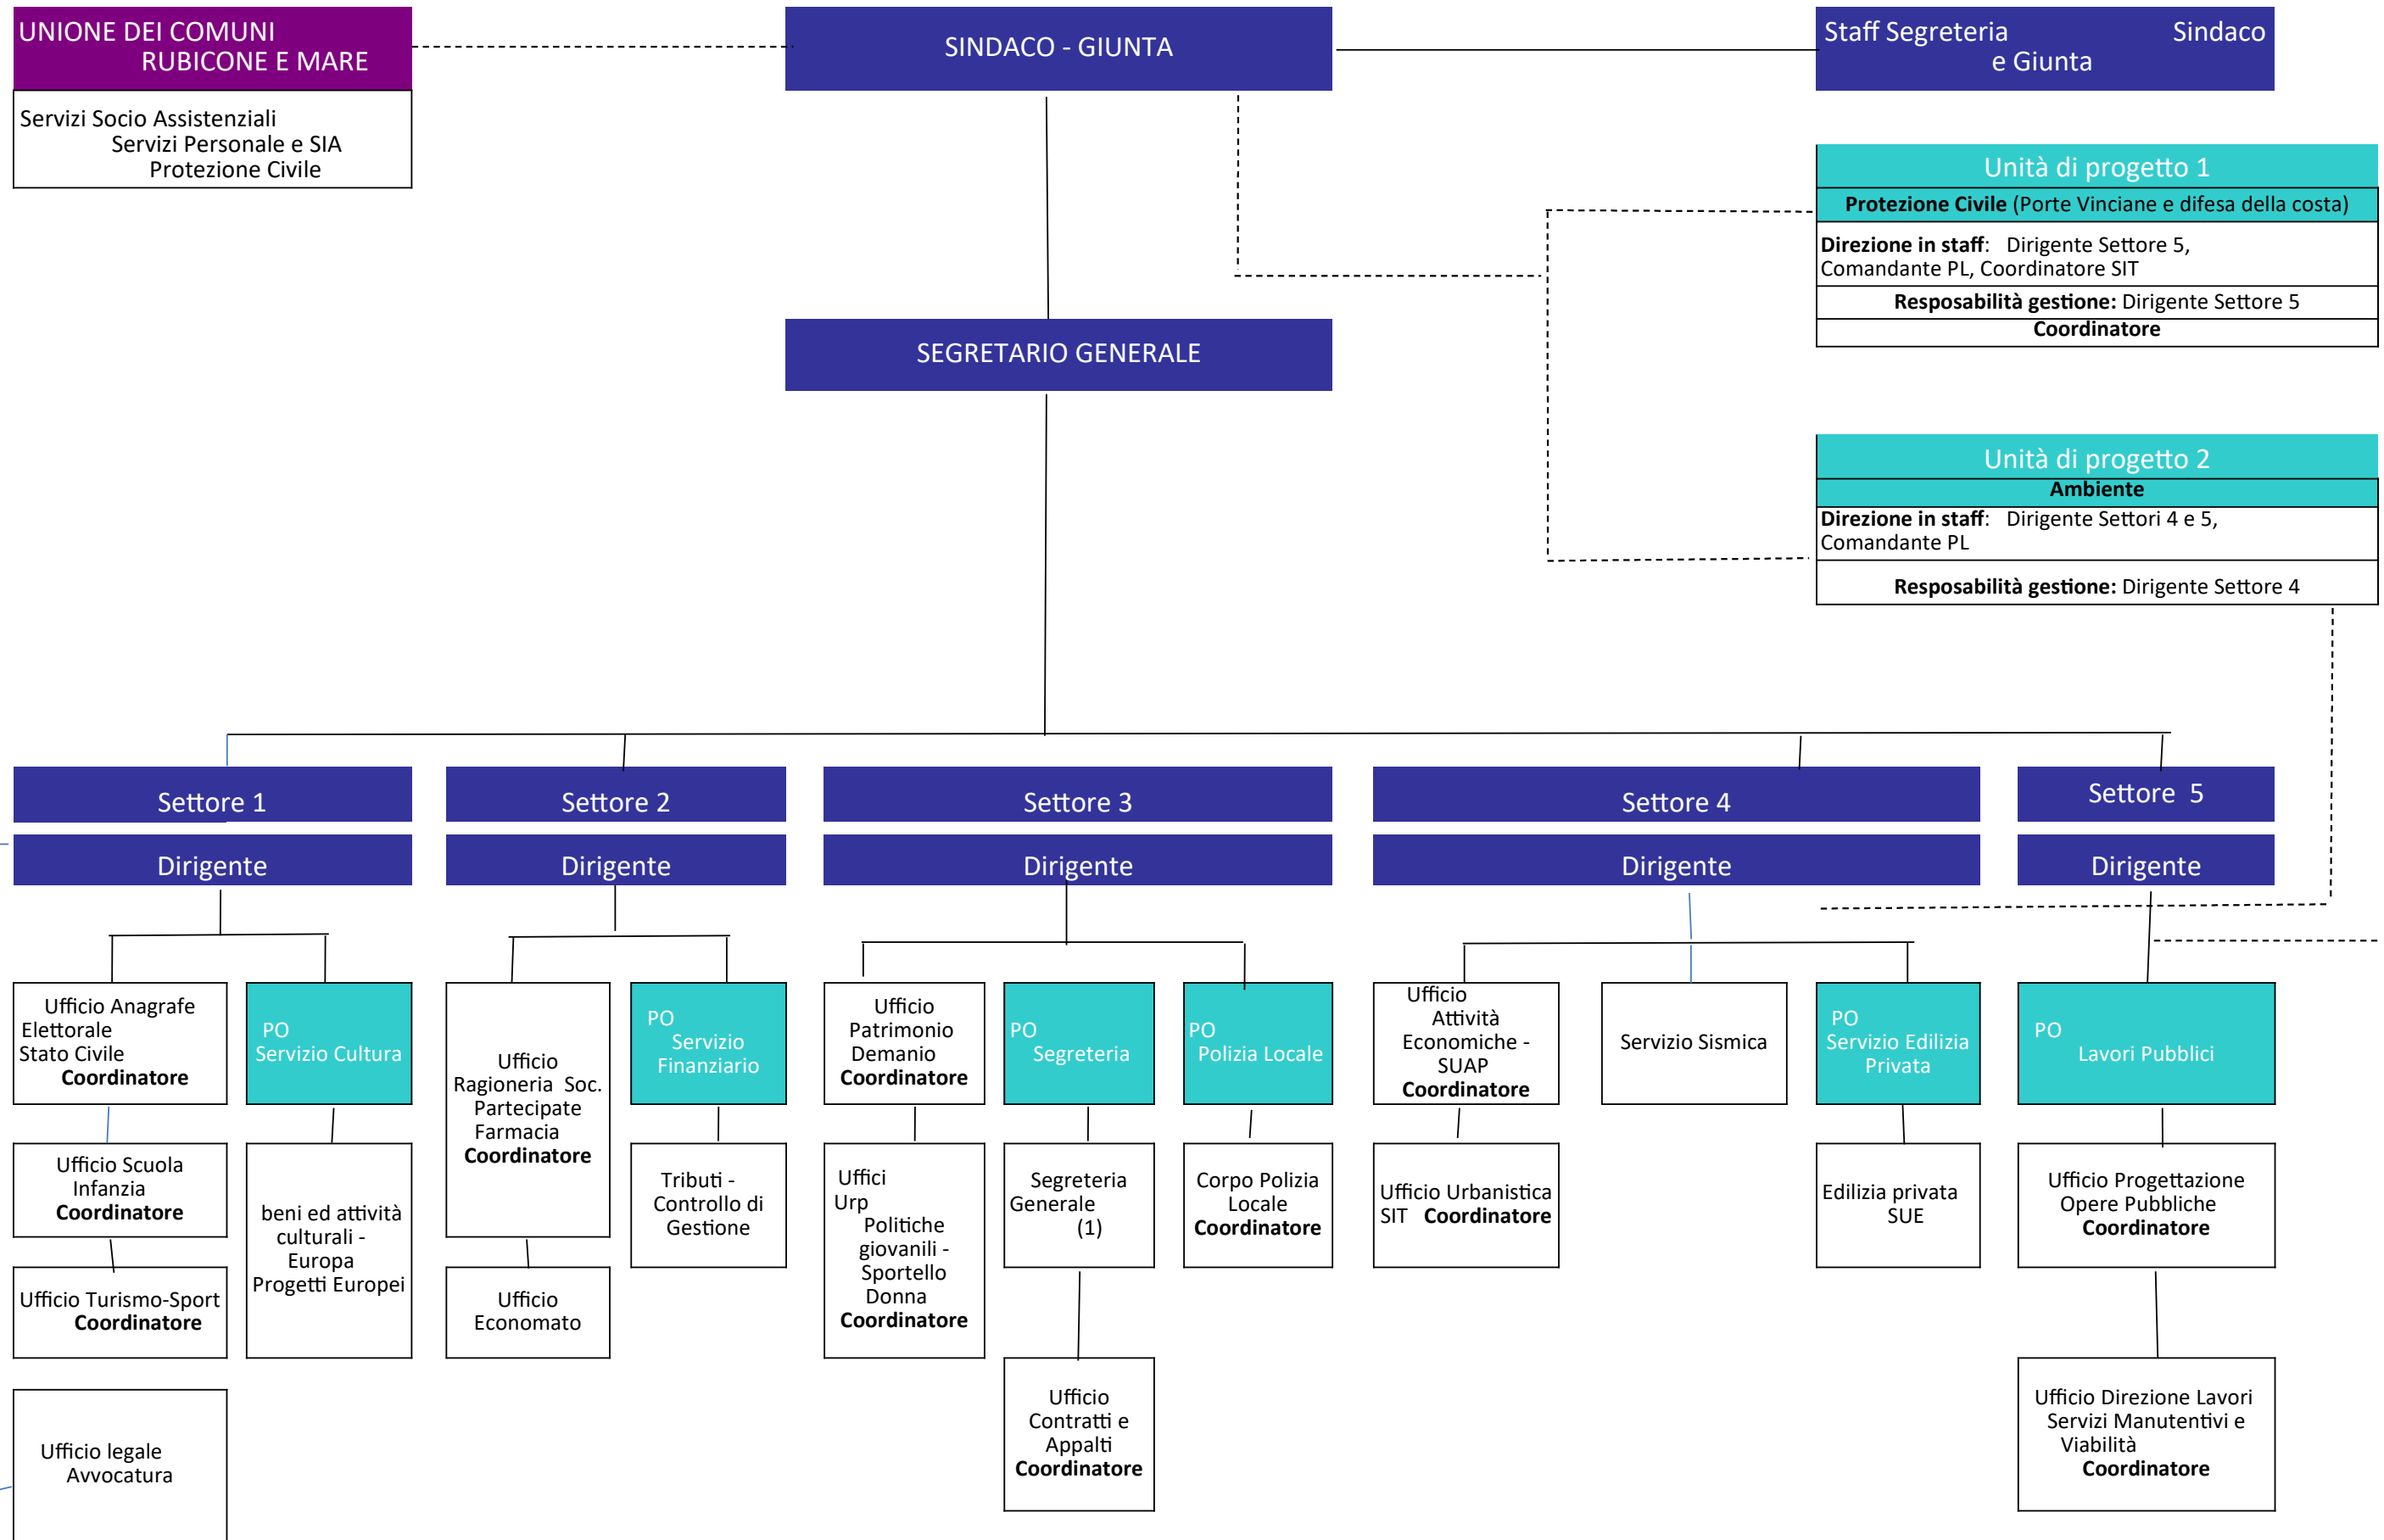 UNIONE DEI COMUNI
RUBICONE E MARE
Servizi Socio Assistenziali
Servizi Personale e SIA
Protezione Civile
SINDACO - GIUNTA
Staff Segreteria Sindaco
e Giunta
Unità di progetto 1
Protezione Civile (Porte Vinciane e difesa della costa)
Direzione in staff: Dirigente Settore 5,
Comandante PL, Coordinatore SIT
Resposabilità gestione: Dirigente Settore 5
Coordinatore
SEGRETARIO GENERALE
Unità di progetto 2
Ambiente
Direzione in staff: Dirigente Settori 4 e 5,
Comandante PL
Resposabilità gestione: Dirigente Settore 4
Settore 1
Dirigente
Settore 2
Dirigente
Settore 3
Dirigente
Settore 4
Dirigente
Settore 5
Dirigente
Ufficio Anagrafe
Elettorale
Stato Civile
Coordinatore
PO
Servizio Cultura
Ufficio Scuola
Infanzia
Coordinatore
beni ed attività
culturali -
Europa
Progetti Europei
Ufficio Turismo-Sport
Coordinatore
Ufficio legale
Avvocatura
Ufficio
Ragioneria Soc.
Partecipate
Farmacia
Coordinatore
PO
Servizio
Finanziario
Tributi -
Controllo di
Gestione
Ufficio
Economato
Ufficio
Patrimonio
Demanio
Coordinatore
PO
Segreteria
PO
Polizia Locale
Uffici
Urp
Politiche
giovanili -
Sportello
Donna
Coordinatore
Segreteria
Generale
(1)
Corpo Polizia
Locale
Coordinatore
Ufficio
Contratti e
Appalti
Coordinatore
Ufficio
Attività
Economiche -
SUAP
Coordinatore
Servizio Sismica
PO
Servizio Edilizia
Privata
Ufficio Urbanistica
SIT Coordinatore
Edilizia privata
SUE
PO
Lavori Pubblici
Ufficio Progettazione
Opere Pubbliche
Coordinatore
Ufficio Direzione Lavori
Servizi Manutentivi e
Viabilità
Coordinatore